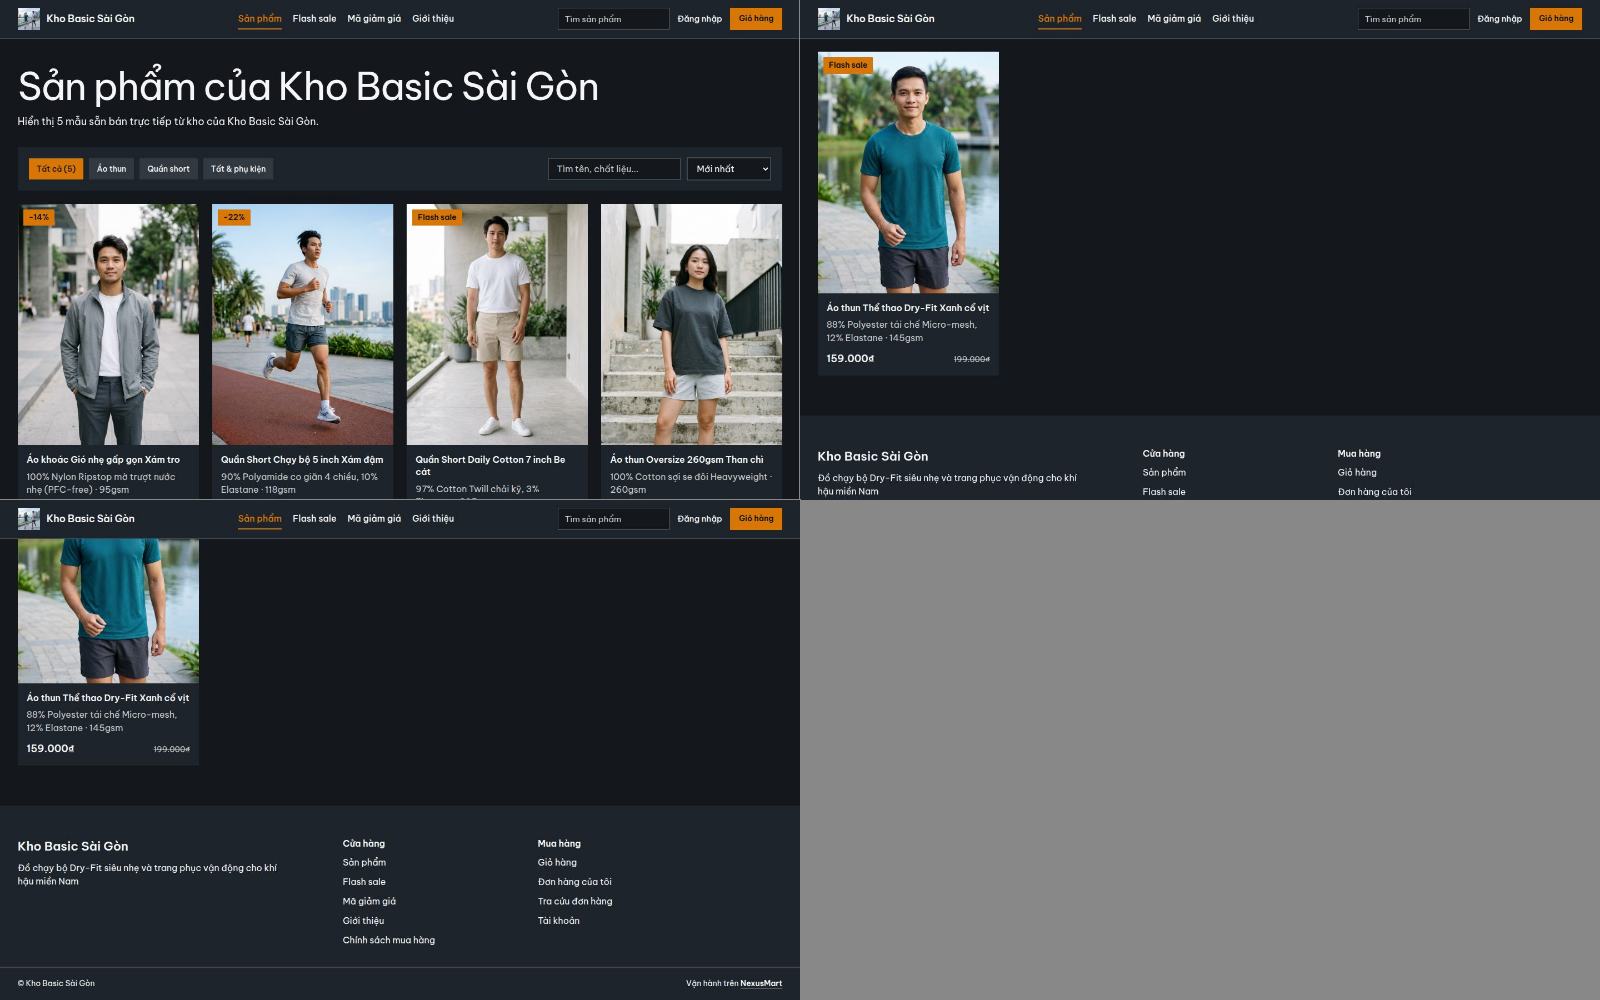 Kho Basic Sài Gòn
Sản phẩm Flash sale Mã giảm giá Giới thiệu
Tìm sản phẩm Đăng nhập Giỏ hàng
Sản phẩm của Kho Basic Sài Gòn
Hiển thị 5 mẫu sẵn bán trực tiếp từ kho của Kho Basic Sài Gòn.
Tất cả (5) Áo thun Quần short Tất & phụ kiện
Tìm tên, chất liệu... Mới nhất
-14%
-22%
Flash sale
Áo khoác Gió nhẹ gấp gọn Xám tro
100% Nylon Ripstop mờ trượt nước
nhẹ (PFC-free) · 95gsm
Quần Short Chạy bộ 5 inch Xám đậm
90% Polyamide co giãn 4 chiều, 10%
Elastane · 118gsm
Quần Short Daily Cotton 7 inch Be
cát
97% Cotton Twill chải kỹ, 3%
Áo thun Oversize 260gsm Than chì
100% Cotton sợi se đôi Heavyweight ·
260gsm
Kho Basic Sài Gòn
Sản phẩm Flash sale Mã giảm giá Giới thiệu
Tìm sản phẩm Đăng nhập Giỏ hàng
Flash sale
Áo thun Thể thao Dry-Fit Xanh cổ vịt
88% Polyester tái chế Micro-mesh,
12% Elastane · 145gsm
159.000₫ 199.000₫
Kho Basic Sài Gòn
Đồ chạy bộ Dry-Fit siêu nhẹ và trang phục vận động cho khí
hậu miền Nam
Cửa hàng
Sản phẩm
Flash sale
Mua hàng
Giỏ hàng
Đơn hàng của tôi
Kho Basic Sài Gòn
Sản phẩm Flash sale Mã giảm giá Giới thiệu
Tìm sản phẩm Đăng nhập Giỏ hàng
Áo thun Thể thao Dry-Fit Xanh cổ vịt
88% Polyester tái chế Micro-mesh,
12% Elastane · 145gsm
159.000₫ 199.000₫
Kho Basic Sài Gòn
Đồ chạy bộ Dry-Fit siêu nhẹ và trang phục vận động cho khí
hậu miền Nam
Cửa hàng
Sản phẩm
Flash sale
Mã giảm giá
Giới thiệu
Chính sách mua hàng
Mua hàng
Giỏ hàng
Đơn hàng của tôi
Tra cứu đơn hàng
Tài khoản
© Kho Basic Sài Gòn
Vận hành trên NexusMart